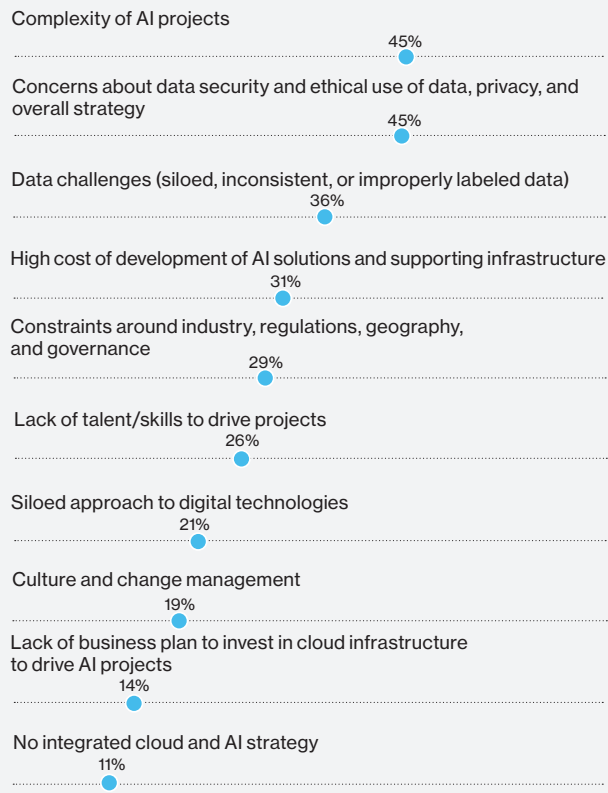 Complexity of AI projects
45%
Concerns about data security and ethical use of data, privacy, and
overall strategy
45%
Data challenges (siloed, inconsistent, or improperly labeled data)
36%
High cost of development of AI solutions and supporting infrastructure
31%
Constraints around industry, regulations, geography,
and governance
29%
Lack of talent/skills to drive projects
26%
Siloed approach to digital technologies
21%
Culture and change management
19%
Lack of business plan to invest in cloud infrastructure
to drive AI projects
14%
No integrated cloud and AI strategy
11%